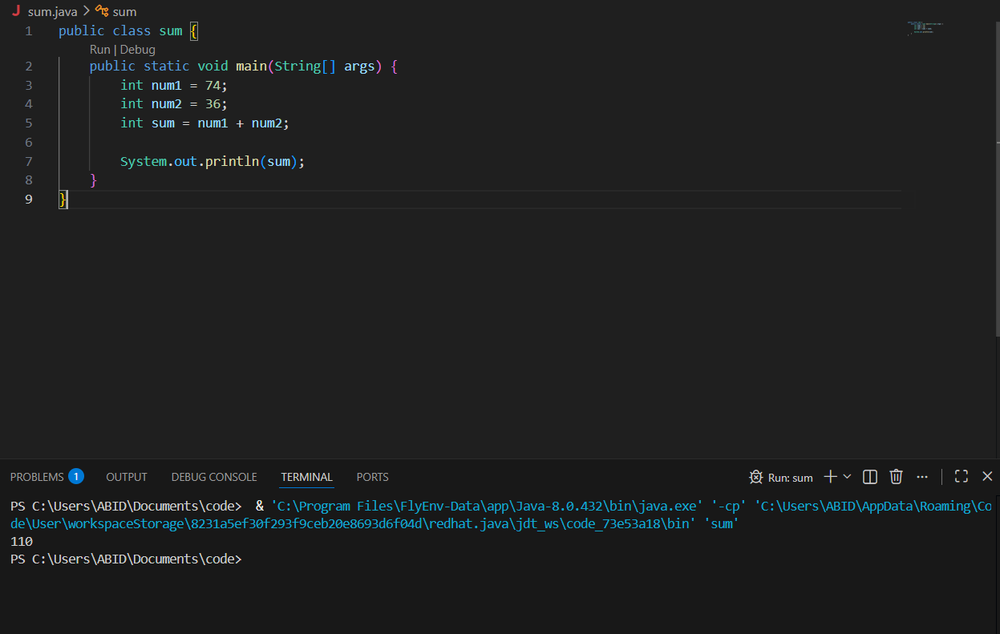 J sum.java > sum
1 public class sum {
Run | Debug
2     public static void main(String[] args) {
3         int num1 = 74;
4         int num2 = 36;
5         int sum = num1 + num2;
6
7         System.out.println(sum);
8     }
9 }
PROBLEMS 1 OUTPUT DEBUG CONSOLE TERMINAL PORTS Run: sum
PS C:\Users\ABID\Documents\code>  & 'C:\Program Files\FlyEnv-Data\app\Java-8.0.432\bin\java.exe' '-cp' 'C:\Users\ABID\AppData\Roaming\Co
de\User\workspaceStorage\8231a5ef30f293f9ceb20e8693d6f04d\redhat.java\jdt_ws\code_73e53a18\bin' 'sum'
110
PS C:\Users\ABID\Documents\code>